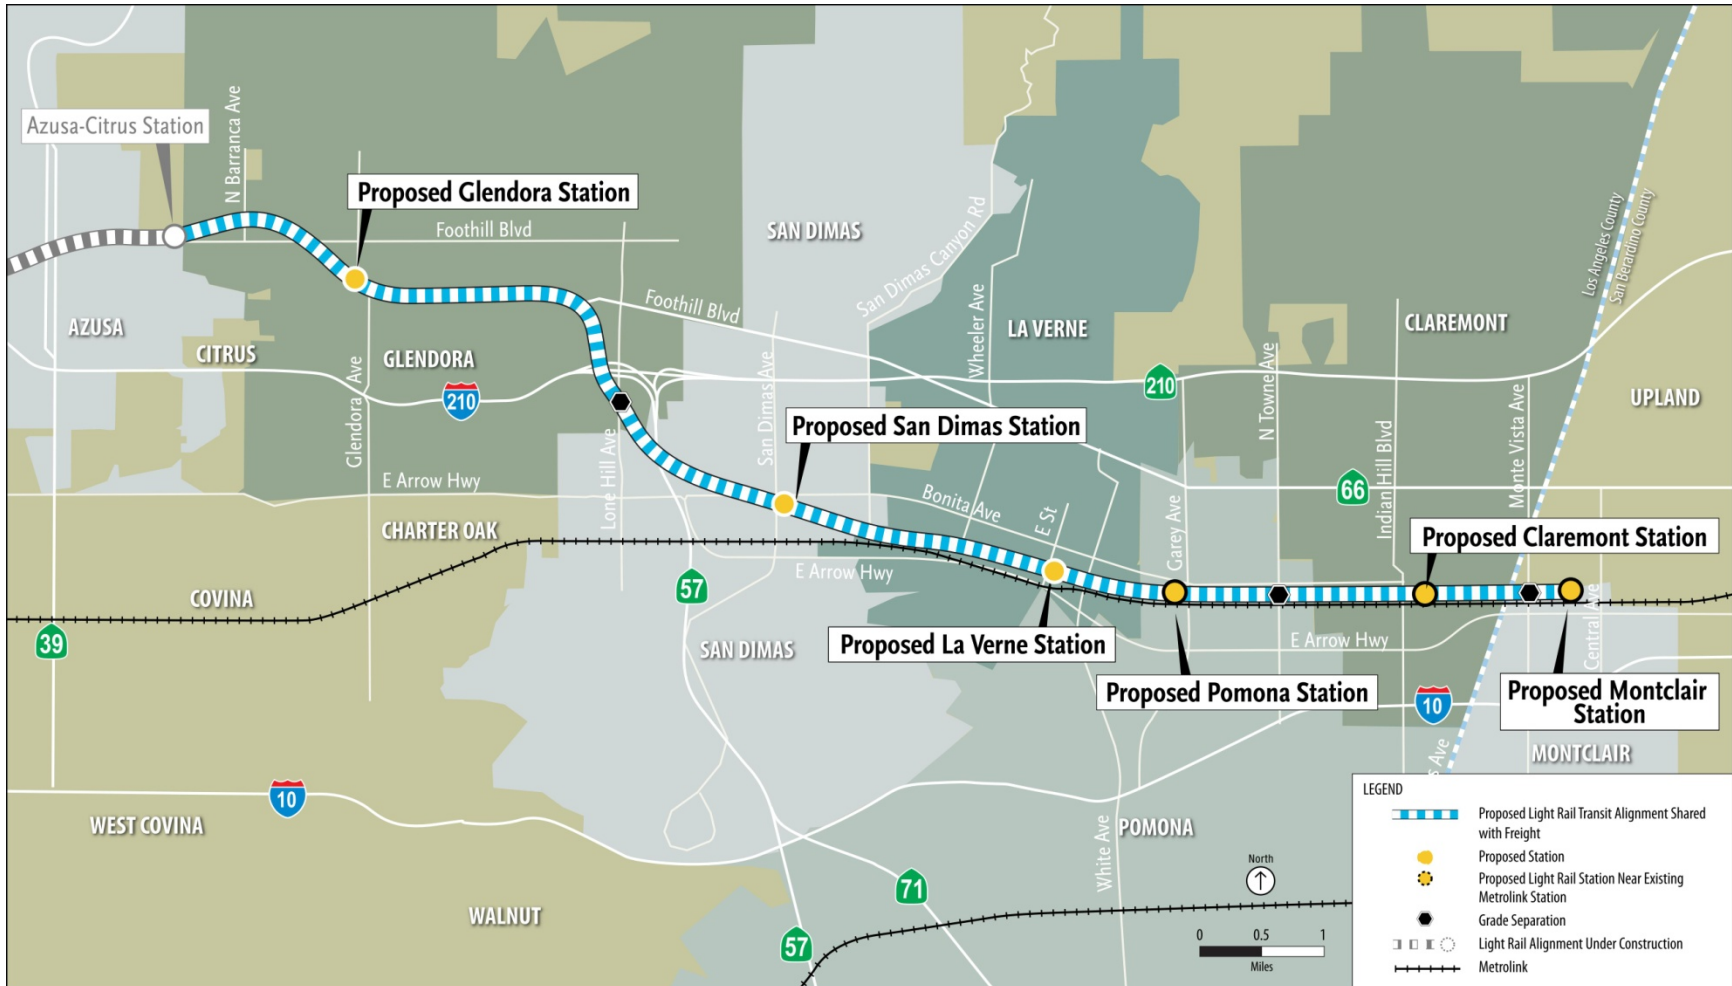 Azusa-Citrus Station
N Barranca Ave
Proposed Glendora Station
Foothill Blvd
SAN DIMAS
San Dimas Canyon Rd
Los Angeles County
San Berardino County
AZUSA
CITRUS
GLENDORA
Foothill Blvd
LA VERNE
CLAREMONT
Wheeler Ave
Glendora Ave
210
San Dimas Ave
210
N Towne Ave
Monte Vista Ave
UPLAND
Proposed San Dimas Station
Lone Hill Ave
E Arrow Hwy
Bonita Ave
E St
Garey Ave
66
Indian Hill Blvd
CHARTER OAK
Proposed Claremont Station
E Arrow Hwy
COVINA
57
39
SAN DIMAS
Proposed La Verne Station
E Arrow Hwy
Central Ave
Proposed Pomona Station
10
Proposed Montclair
Station
MONTCLAIR
s Ave
10
WEST COVINA
POMONA
White Ave
WALNUT
71
57
North
0 0.5 1
Miles
LEGEND
Proposed Light Rail Transit Alignment Shared
with Freight
Proposed Station
Proposed Light Rail Station Near Existing
Metrolink Station
Grade Separation
Light Rail Alignment Under Construction
Metrolink